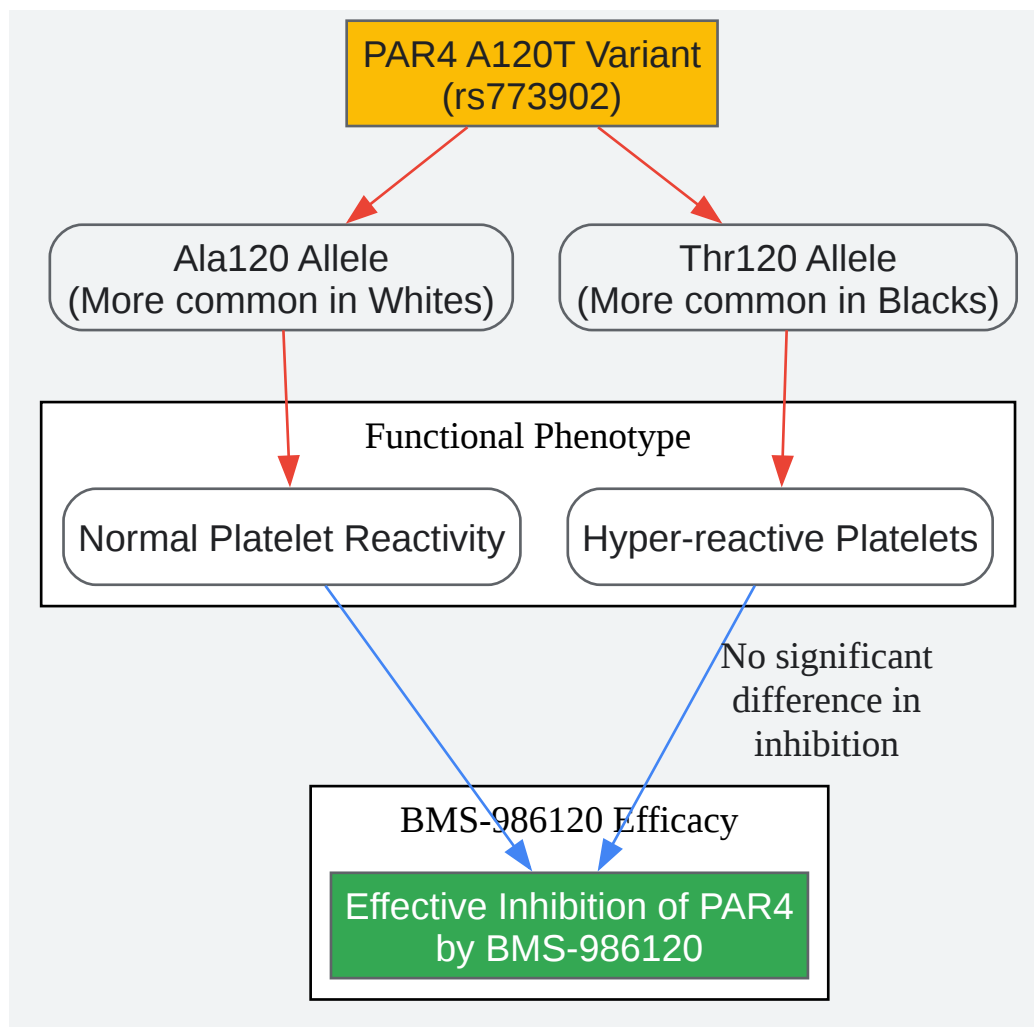 PAR4 A120T Variant
(rs773902)
Ala120 Allele
(More common in Whites)
Thr120 Allele
(More common in Blacks)
Functional Phenotype
Normal Platelet Reactivity
Hyper-reactive Platelets
No significant
difference in
inhibition
BMS-986120 Efficacy
Effective Inhibition of PAR4
by BMS-986120